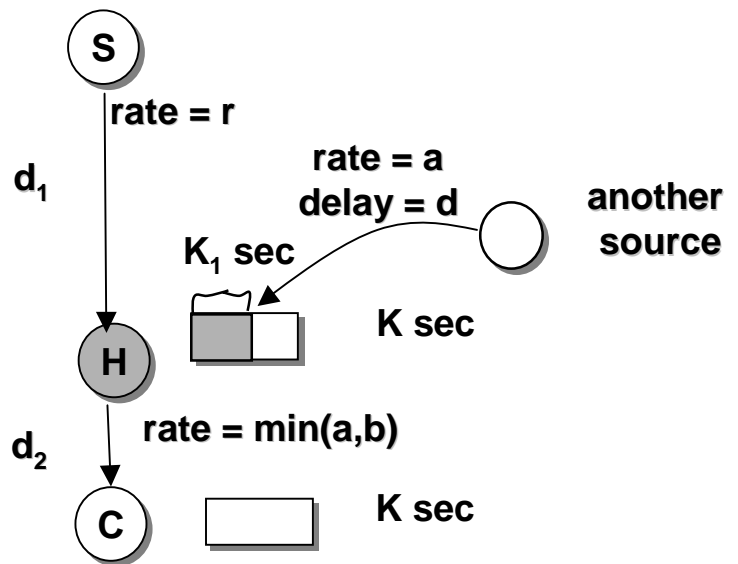 S
rate = r
d₁
rate = a
delay = d
another
source
K₁ sec
K sec
H
rate = min(a,b)
d₂
C
K sec